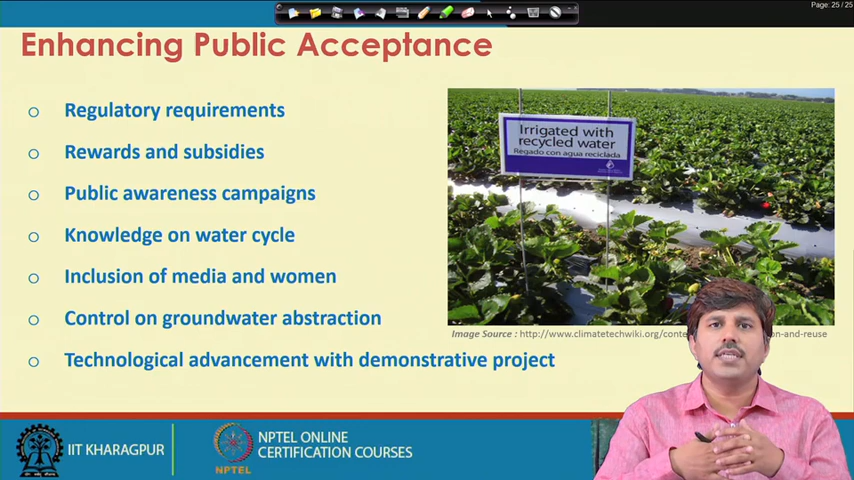 Page: 25 / 25
Enhancing Public Acceptance
Regulatory requirements
Rewards and subsidies
Public awareness campaigns
Knowledge on water cycle
Inclusion of media and women
Control on groundwater abstraction
Technological advancement with demonstrative project
Irrigated with
recycled water
Regado con agua reciclada
Image Source : http://www.climatetechwiki.org/conte on-and-reuse
IIT KHARAGPUR
NPTEL
NPTEL ONLINE
CERTIFICATION COURSES